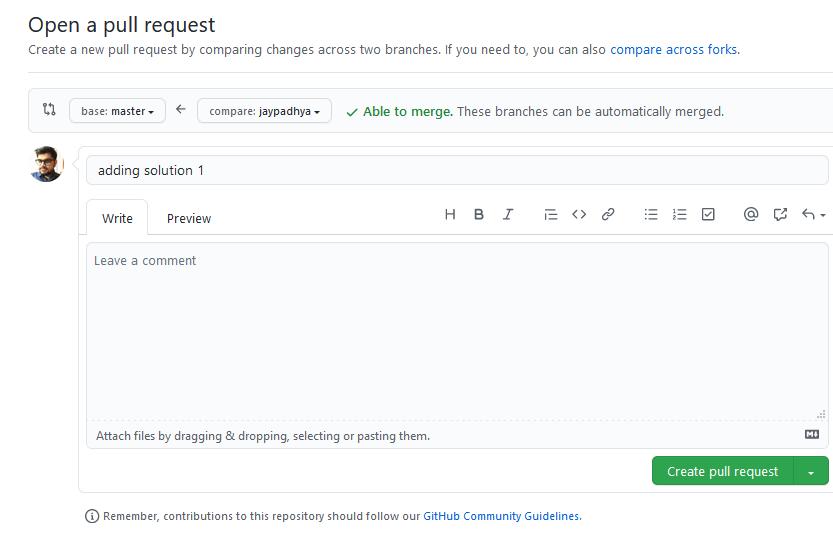 Open a pull request
Create a new pull request by comparing changes across two branches. If you need to, you can also compare across forks.
base: master compare: jaypadhya Able to merge. These branches can be automatically merged.
adding solution 1
Write Preview H B I @
Leave a comment
Attach files by dragging & dropping, selecting or pasting them.
Create pull request
Remember, contributions to this repository should follow our GitHub Community Guidelines.